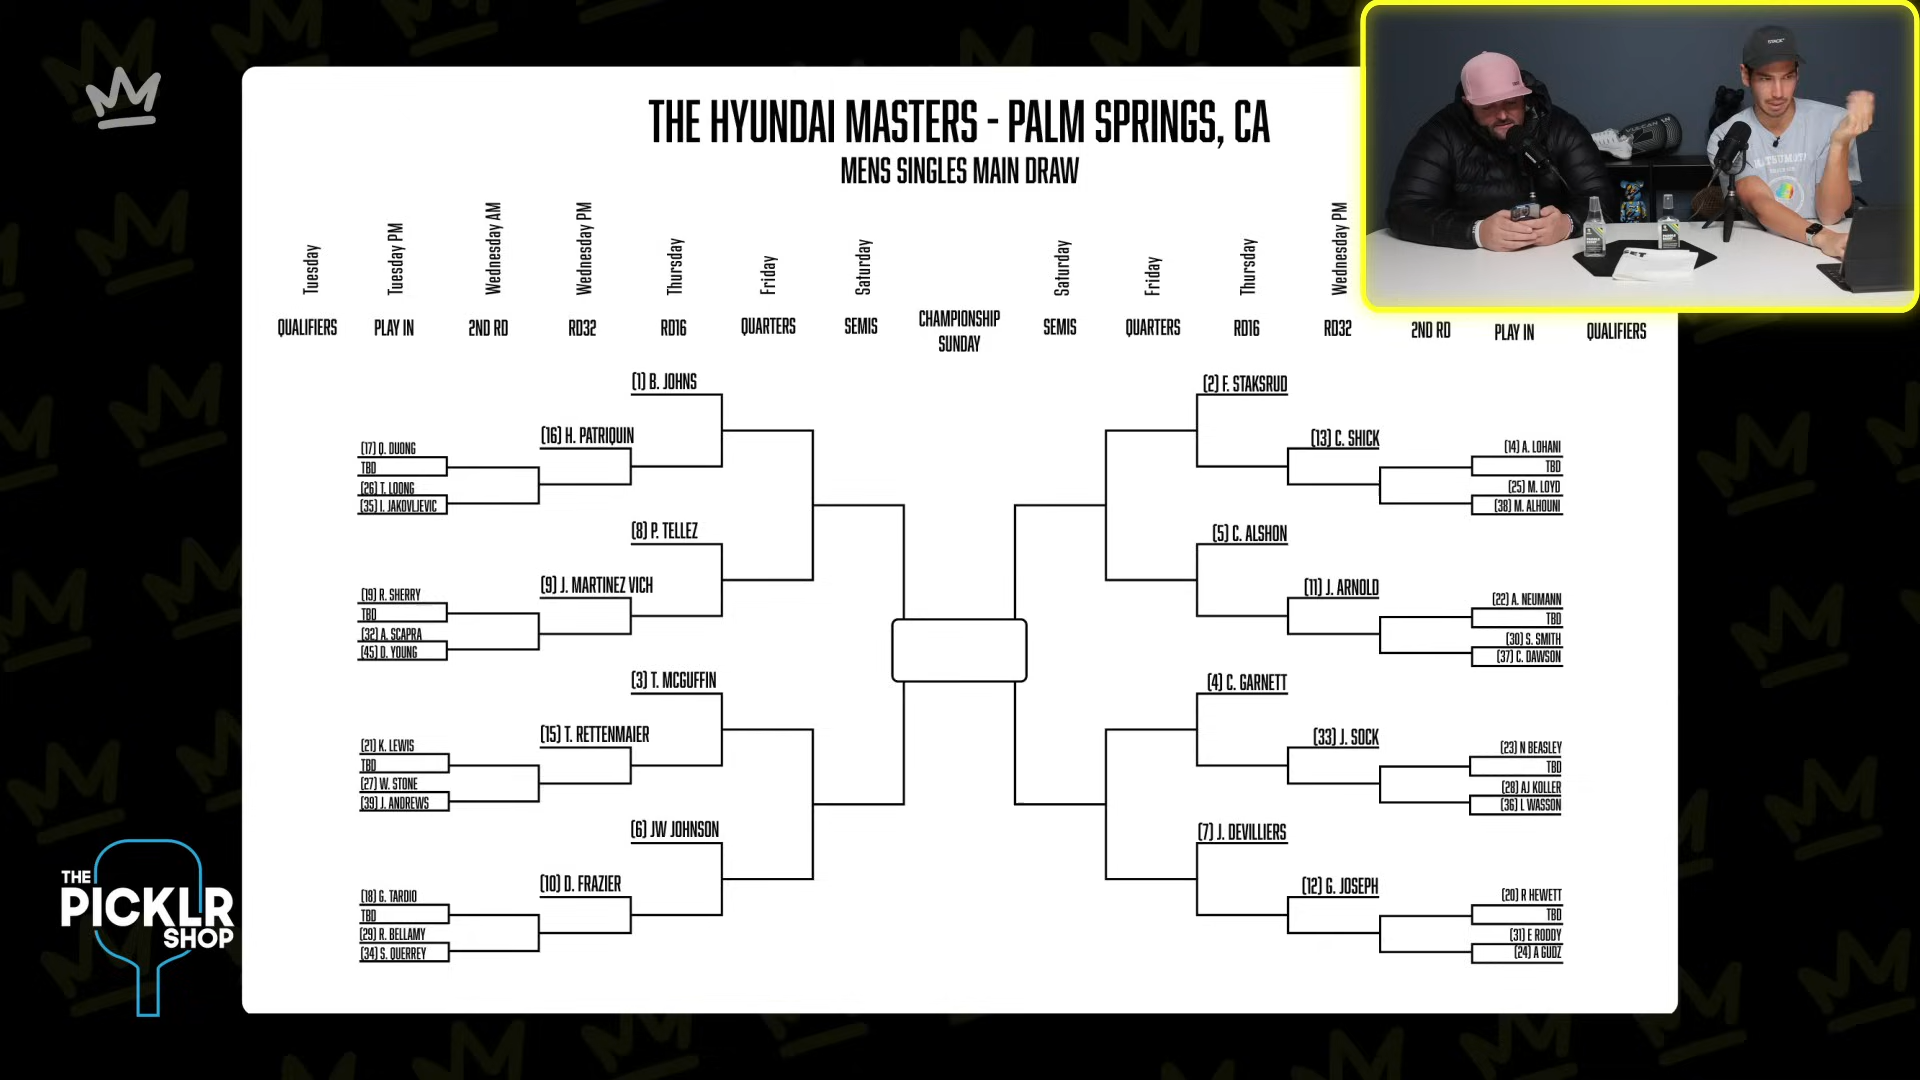 THE HYUNDAI MASTERS - PALM SPRINGS, CA
MENS SINGLES MAIN DRAW
Tuesday
Tuesday PM
Wednesday AM
Wednesday PM
Thursday
Friday
Saturday
Saturday
Friday
Thursday
Wednesday PM
QUALIFIERS
PLAY IN
2ND RD
RD32
RD16
QUARTERS
SEMIS
CHAMPIONSHIP
SUNDAY
SEMIS
QUARTERS
RD16
RD32
2ND RD
PLAY IN
QUALIFIERS
(1) B. JOHNS
(16) H. PATRIQUIN
(17) Q. DUONG
TBD
(26) T. LOONG
(35) I. JAKOVLJEVIC
(8) P. TELLEZ
(9) J. MARTINEZ VICH
(19) R. SHERRY
TBD
(32) A. SCAPRA
(45) D. YOUNG
(3) T. MCGUFFIN
(15) T. RETTENMAIER
(21) K. LEWIS
TBD
(27) W. STONE
(39) J. ANDREWS
(6) JW JOHNSON
(10) D. FRAZIER
(18) G. TARDIO
TBD
(29) R. BELLAMY
(34) S. QUERREY
(2) F. STAKSRUD
(13) C. SHICK
(14) A. LOHANI
TBD
(25) M. LOYD
(38) M. ALHOUNI
(5) C. ALSHON
(11) J. ARNOLD
(22) A. NEUMANN
TBD
(30) S. SMITH
(37) C. DAWSON
(4) C. GARNETT
(33) J. SOCK
(23) N BEASLEY
TBD
(28) AJ KOLLER
(36) L WASSON
(7) J. DEVILLIERS
(12) G. JOSEPH
(20) R HEWETT
TBD
(31) E RODDY
(24) A GUDZ
THE
PICKLR
SHOP